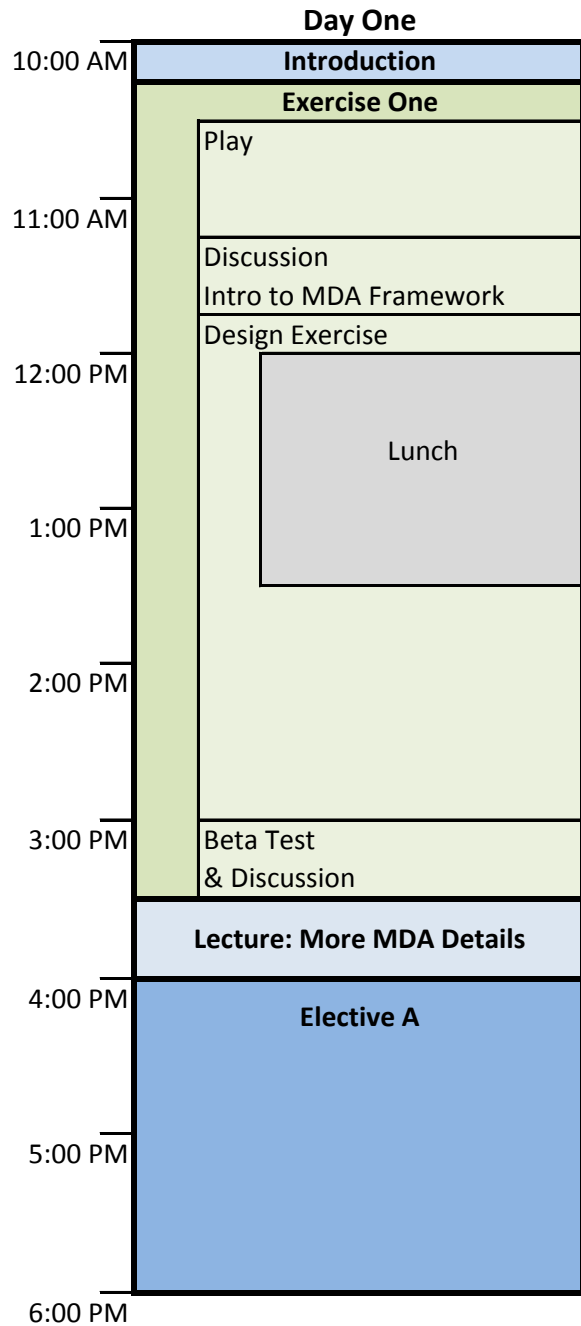 Day One
10:00 AM
Introduction
Exercise One
Play
11:00 AM
Discussion
Intro to MDA Framework
Design Exercise
12:00 PM
Lunch
1:00 PM
2:00 PM
3:00 PM
Beta Test
& Discussion
Lecture: More MDA Details
4:00 PM
Elective A
5:00 PM
6:00 PM